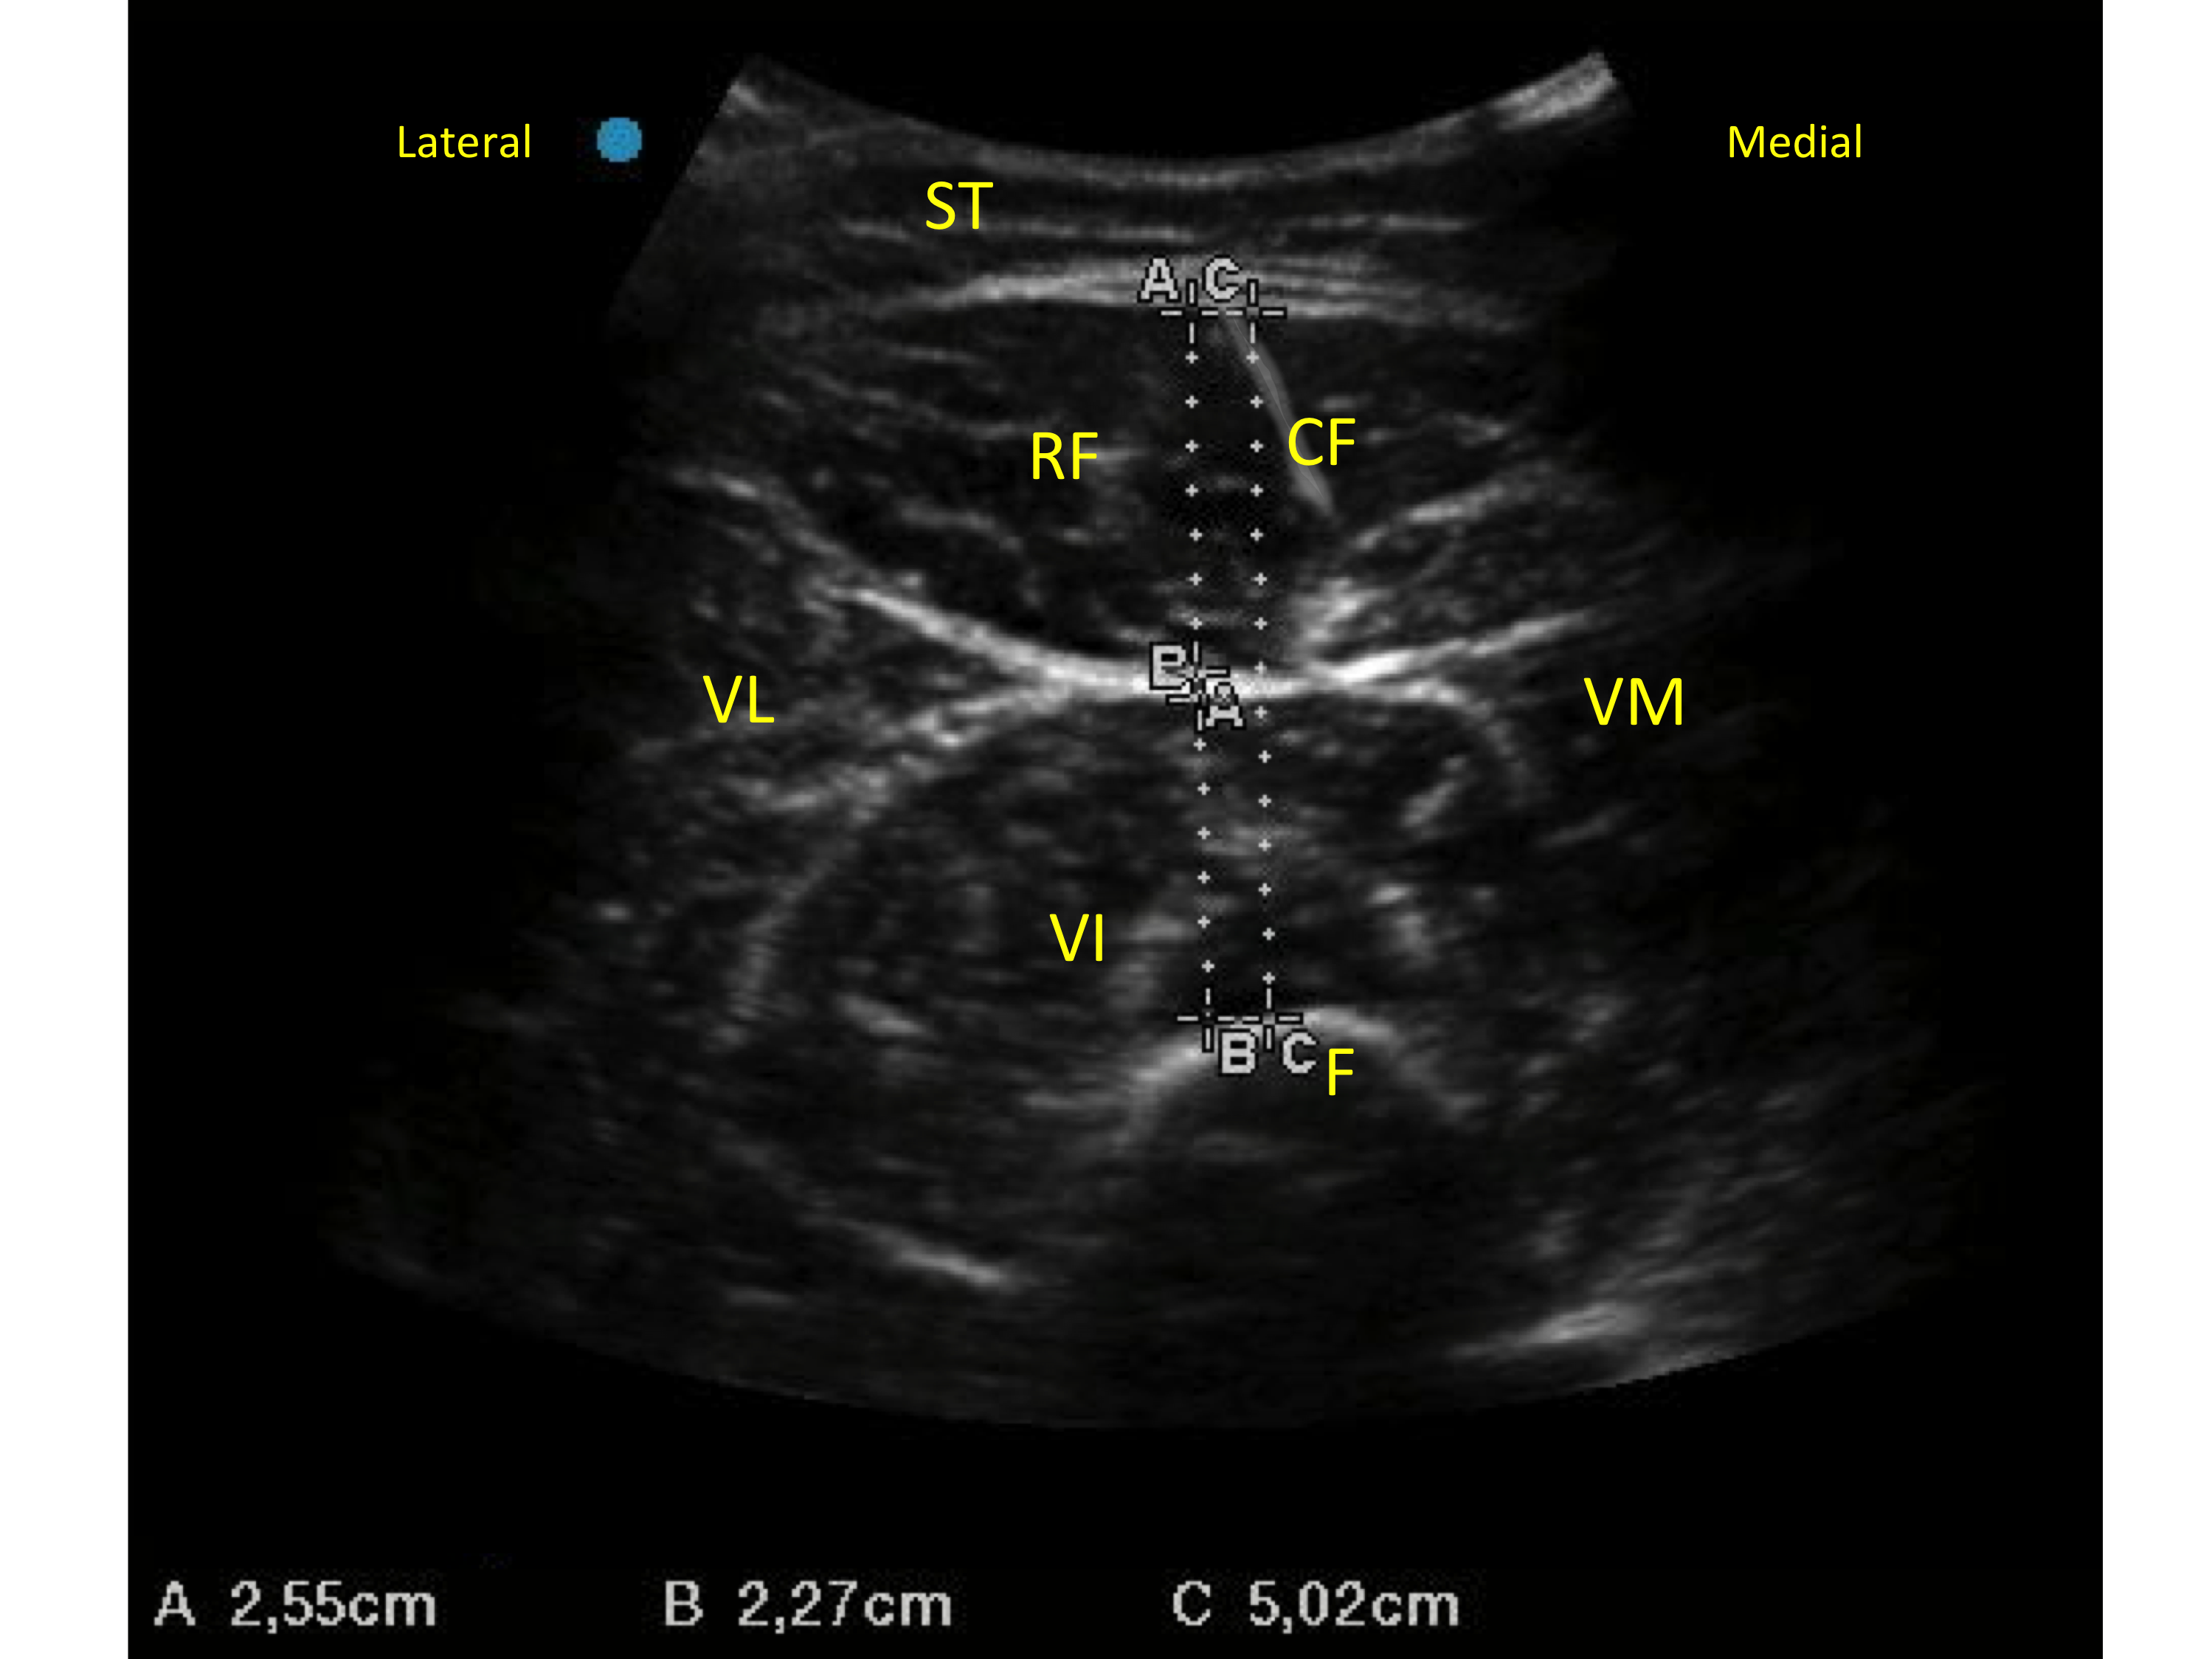 Lateral
Medial
ST
A C
RF
CF
B
A
VL
VM
VI
B C
F
A 2,55cm B 2,27cm C 5,02cm